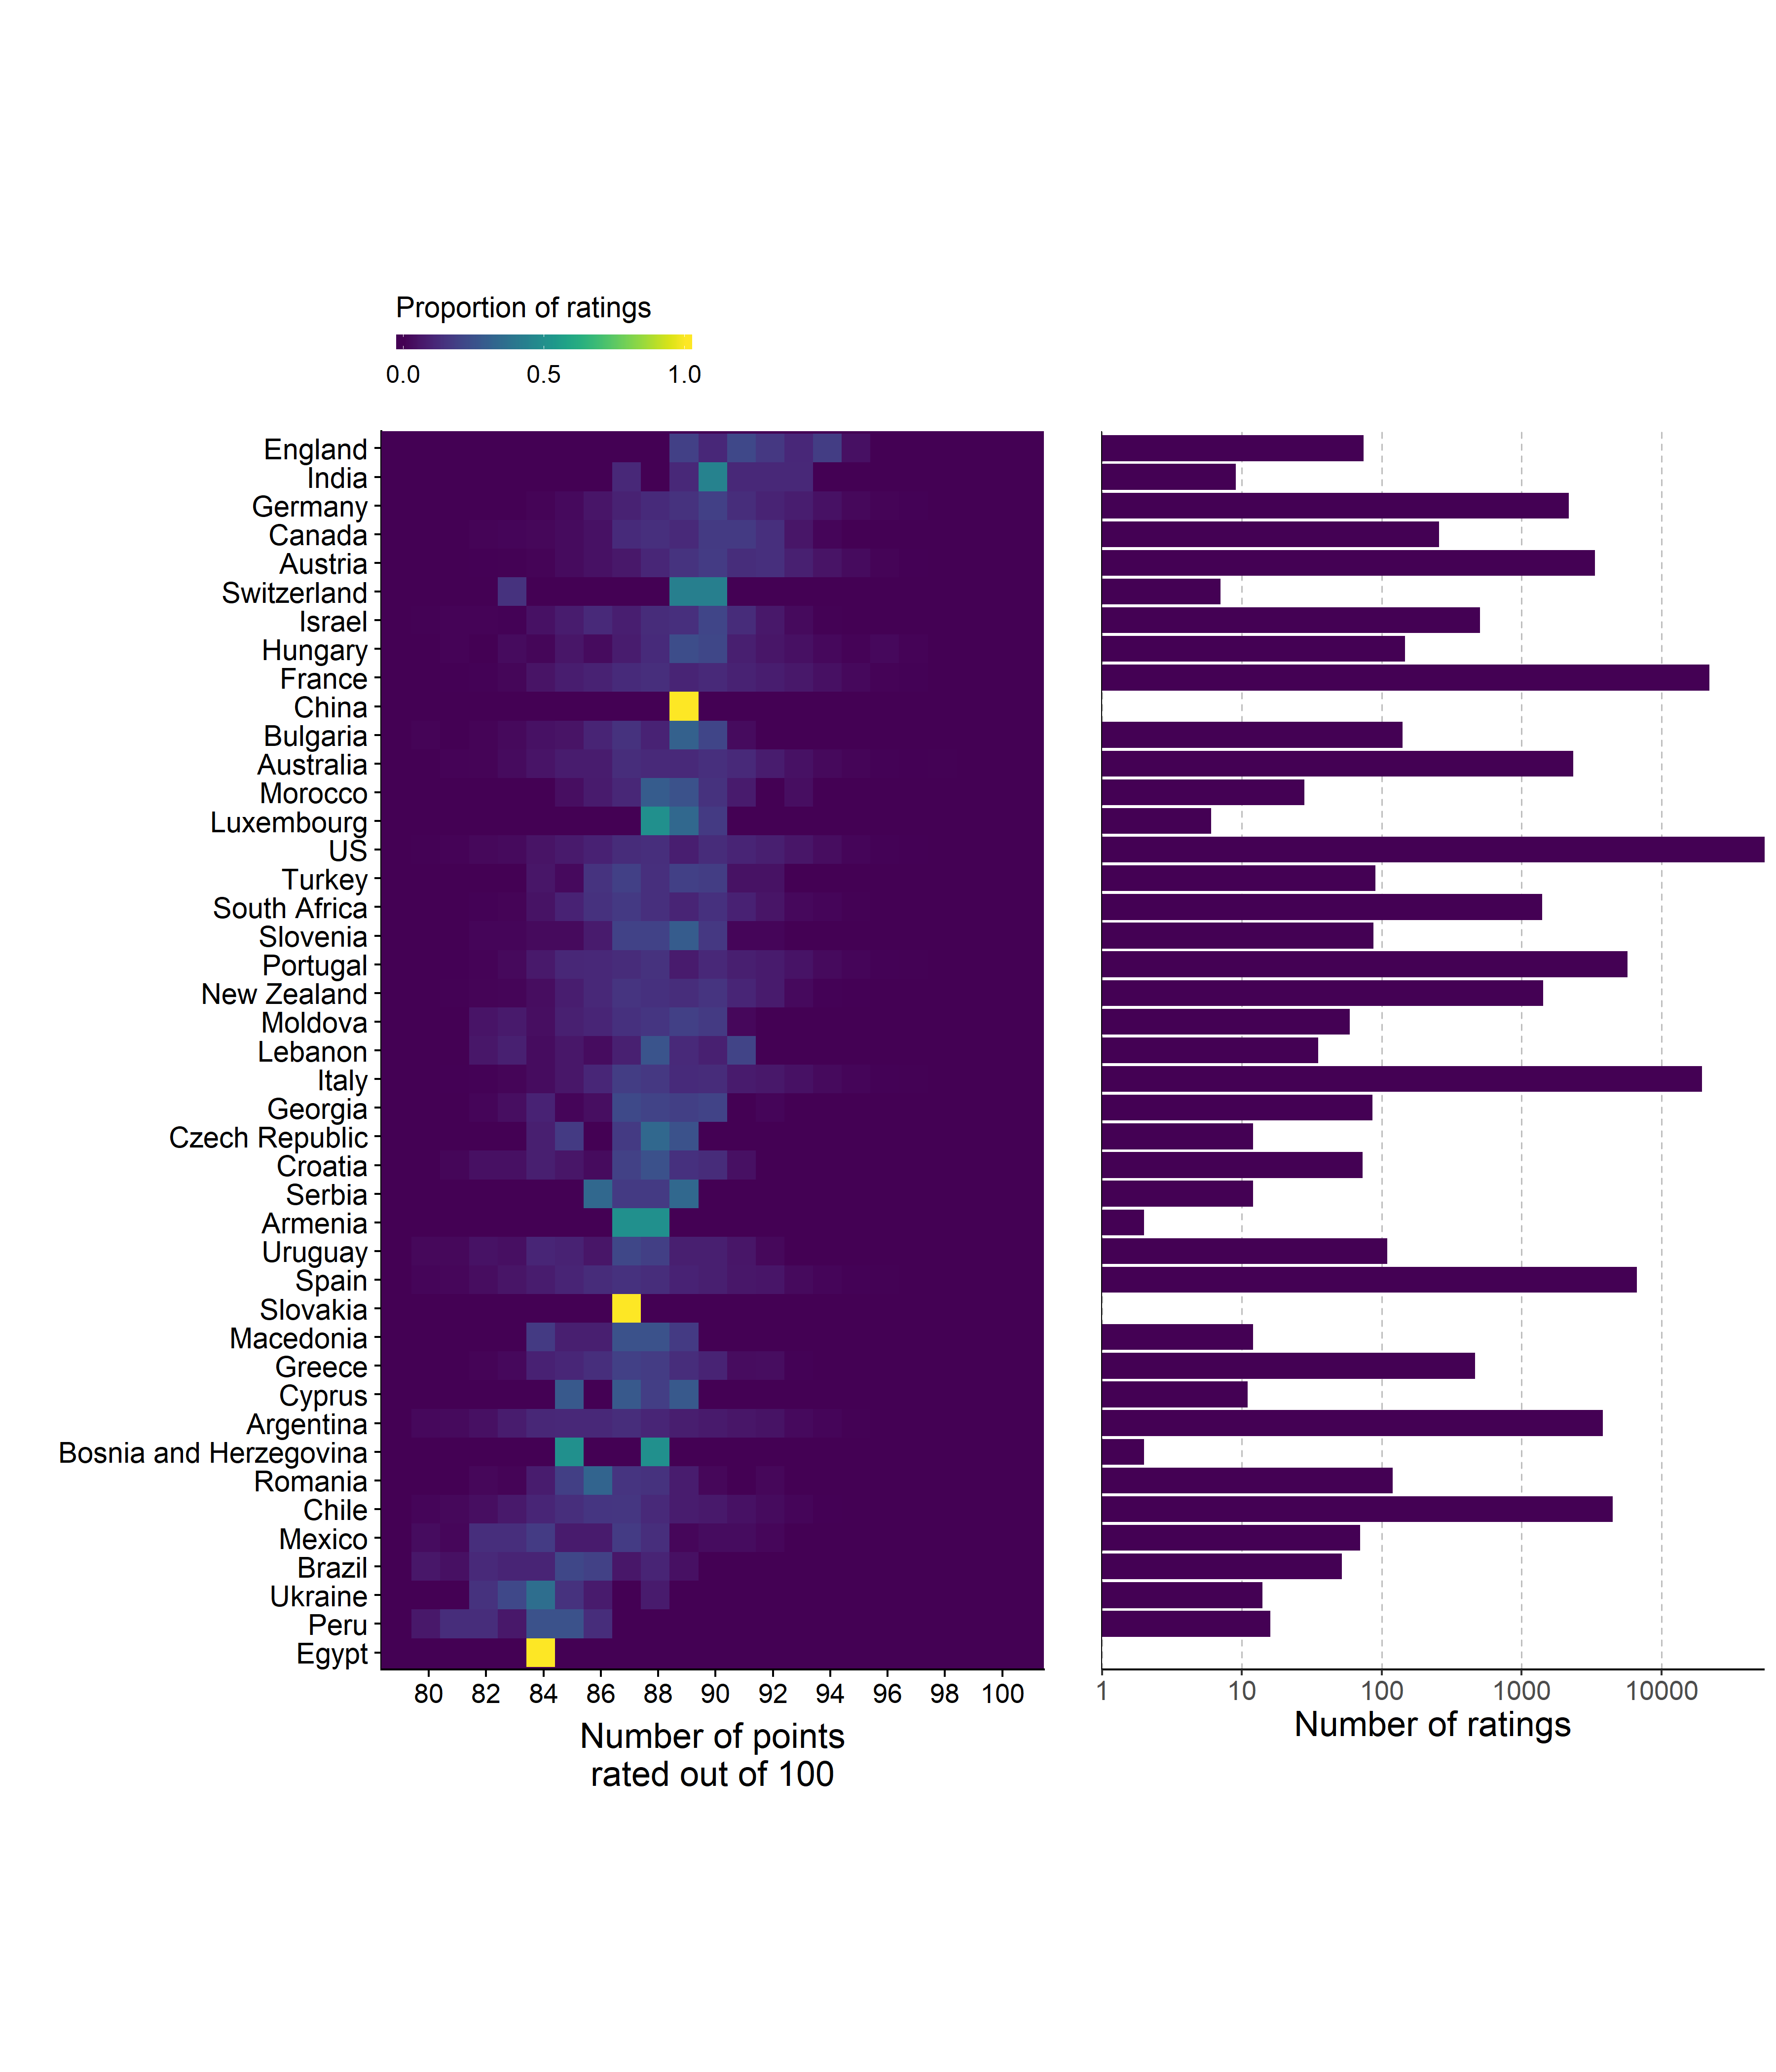 Proportion of ratings
0.0 0.5 1.0
England
India
Germany
Canada
Austria
Switzerland
Israel
Hungary
France
China
Bulgaria
Australia
Morocco
Luxembourg
US
Turkey
South Africa
Slovenia
Portugal
New Zealand
Moldova
Lebanon
Italy
Georgia
Czech Republic
Croatia
Serbia
Armenia
Uruguay
Spain
Slovakia
Macedonia
Greece
Cyprus
Argentina
Bosnia and Herzegovina
Romania
Chile
Mexico
Brazil
Ukraine
Peru
Egypt
80 82 84 86 88 90 92 94 96 98 100
Number of points
rated out of 100
1 10 100 1000 10000
Number of ratings